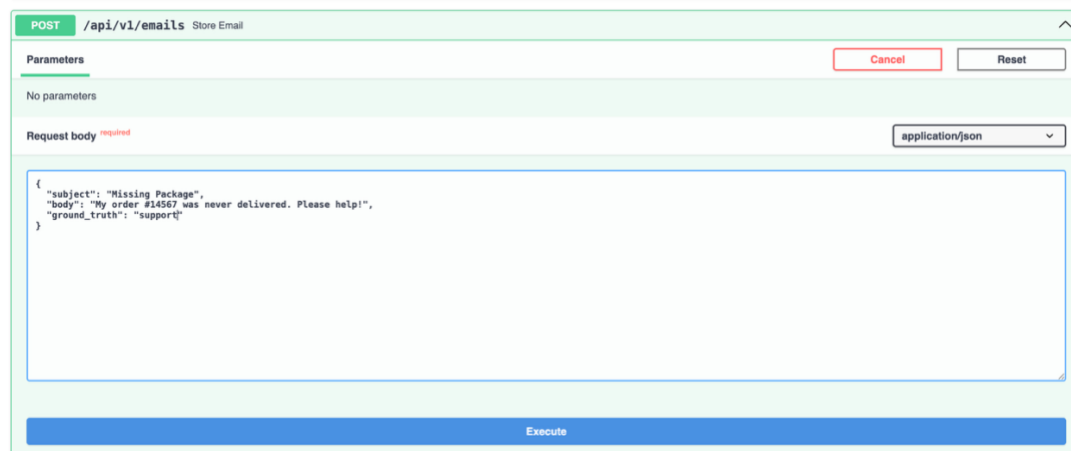 POST /api/v1/emails Store Email
Parameters
Cancel Reset
No parameters
Request body required
application/json
{
  "subject": "Missing Package",
  "body": "My order #14567 was never delivered. Please help!",
  "ground_truth": "support"
}
Execute